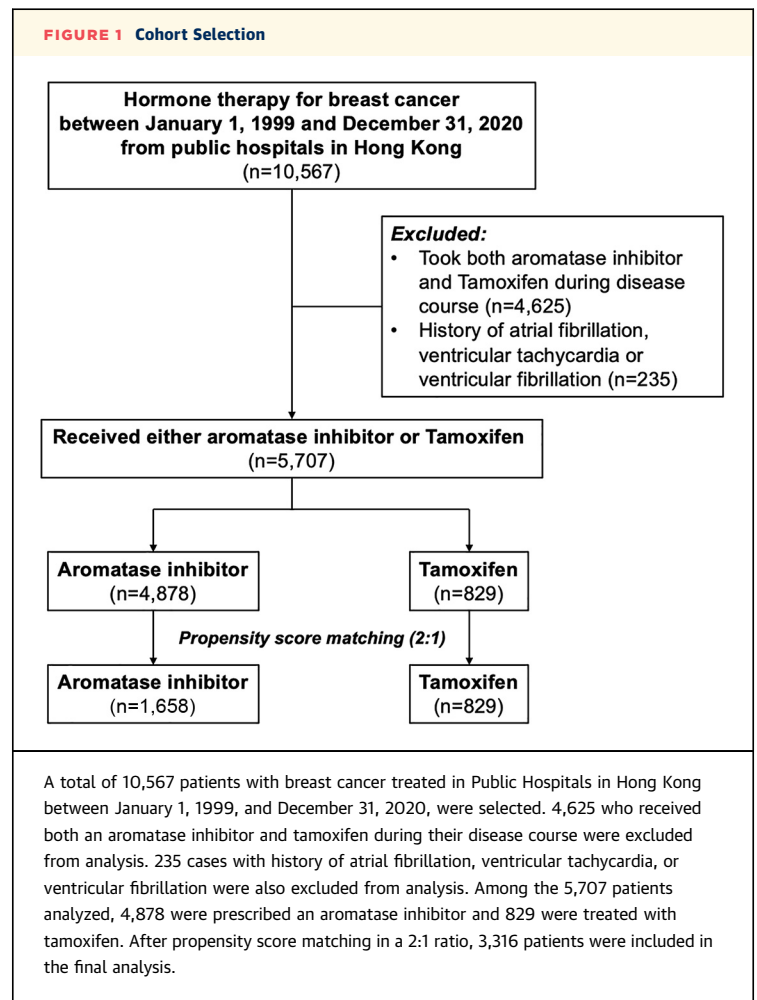 FIGURE 1 Cohort Selection
Hormone therapy for breast cancer
between January 1, 1999 and December 31, 2020
from public hospitals in Hong Kong
(n=10,567)
Excluded:
• Took both aromatase inhibitor
and Tamoxifen during disease
course (n=4,625)
• History of atrial fibrillation,
ventricular tachycardia or
ventricular fibrillation (n=235)
Received either aromatase inhibitor or Tamoxifen
(n=5,707)
Aromatase inhibitor
(n=4,878)
Tamoxifen
(n=829)
Propensity score matching (2:1)
Aromatase inhibitor
(n=1,658)
Tamoxifen
(n=829)
A total of 10,567 patients with breast cancer treated in Public Hospitals in Hong Kong
between January 1, 1999, and December 31, 2020, were selected. 4,625 who received
both an aromatase inhibitor and tamoxifen during their disease course were excluded
from analysis. 235 cases with history of atrial fibrillation, ventricular tachycardia, or
ventricular fibrillation were also excluded from analysis. Among the 5,707 patients
analyzed, 4,878 were prescribed an aromatase inhibitor and 829 were treated with
tamoxifen. After propensity score matching in a 2:1 ratio, 3,316 patients were included in
the final analysis.